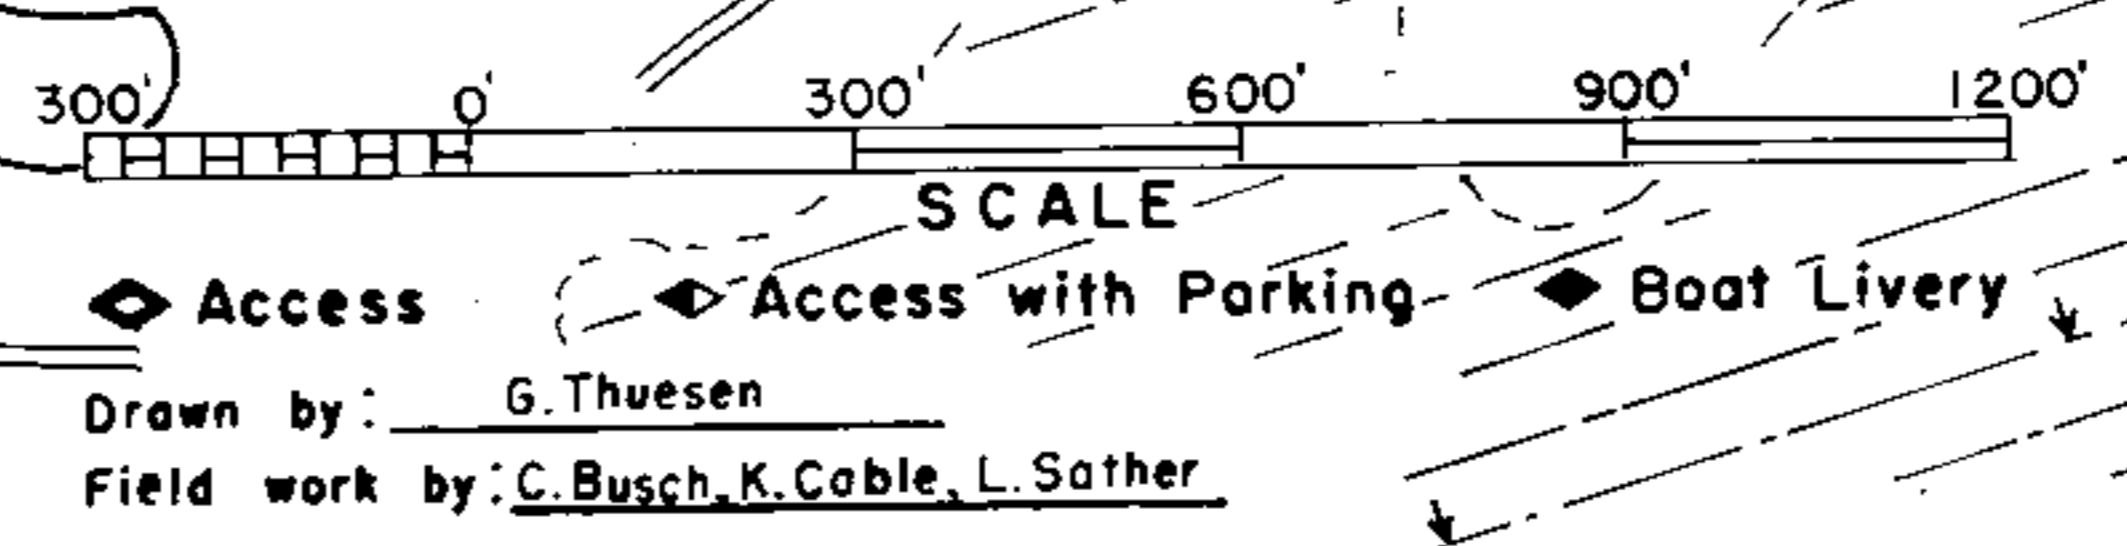 300' 0' 300' 600' 900' 1200'
SCALE
Access Access with Parking Boat Livery
Drawn by: G. Thuesen
Field work by: C. Busch, K. Cable, L. Sather